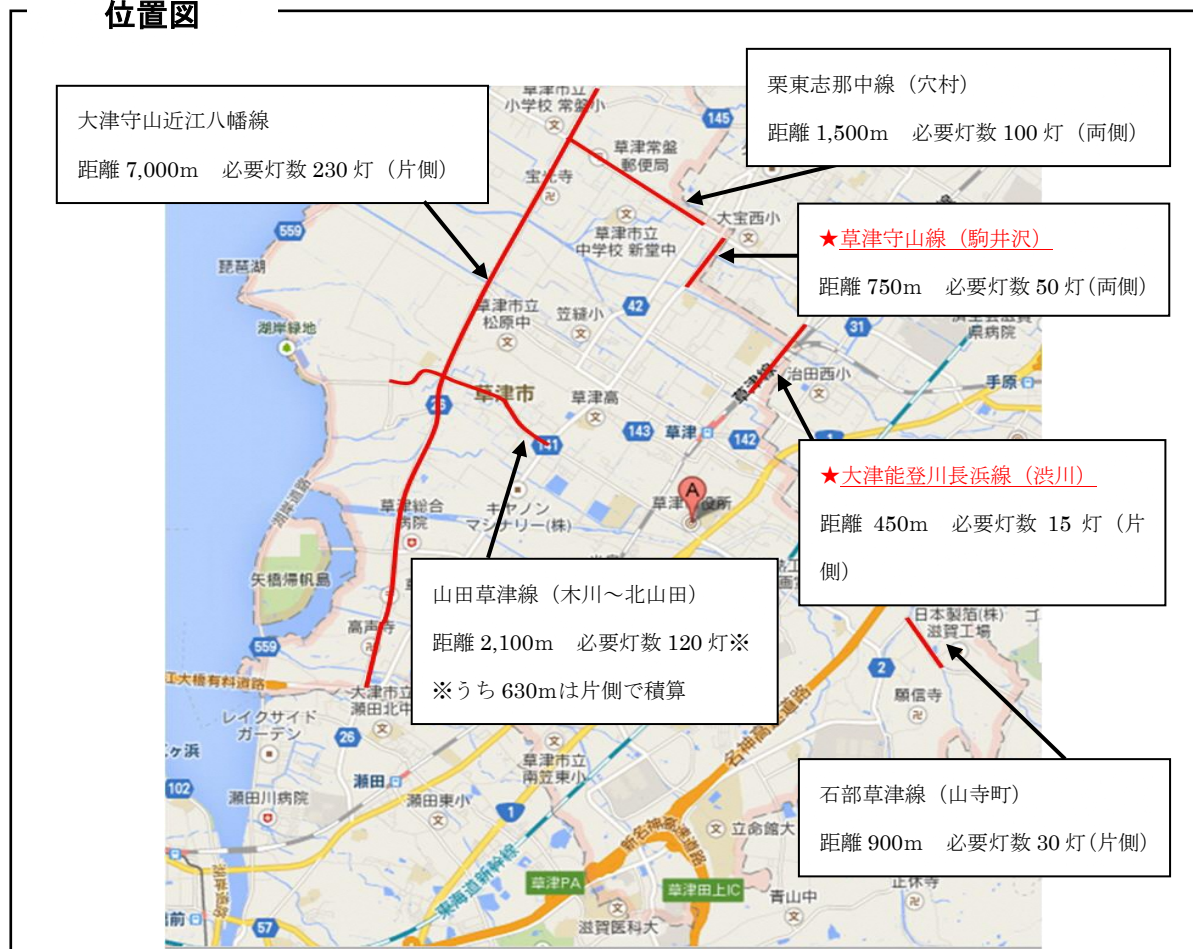 位置図
大津守山近江八幡線
距離 7,000m 必要灯数 230 灯（片側）
栗東志那中線（穴村）
距離 1,500m 必要灯数 100 灯（両側）
★草津守山線（駒井沢）
距離 750m 必要灯数 50 灯（両側）
★大津能登川長浜線（渋川）
距離 450m 必要灯数 15 灯（片
側）
山田草津線（木川～北山田）
距離 2,100m 必要灯数 120 灯※
※うち 630m は片側で積算
石部草津線（山寺町）
距離 900m 必要灯数 30 灯（片側）
草津市立
小学校 常盤小
145
草津常盤
郵便局
宝光寺
大宝西小
草津市立
中学校 新堂中
559
琵琶湖
草津市立
松原中
笠縫小
42
湖岸緑地
31
県病院
草津線
治田西小
手原
草津市
26
草津高
141
143
草津
142
1
A
役所
草津総合
病院
キヤノン
マシナリー(株)
湖岸道路
矢橋帰帆島
日本製箔(株)
滋賀工場
559
2
大津市立
瀬田北中
願信寺
レイクサイド
ガーデン
26
草津市立
南笠東小
名神高速道路
瀬田
102
瀬田川病院
瀬田東小
1
新名神高速道路
立命館大
東海道新幹線
草津PA
草津田上IC
青山中
正休寺
湖岸道路
57
滋賀医科大